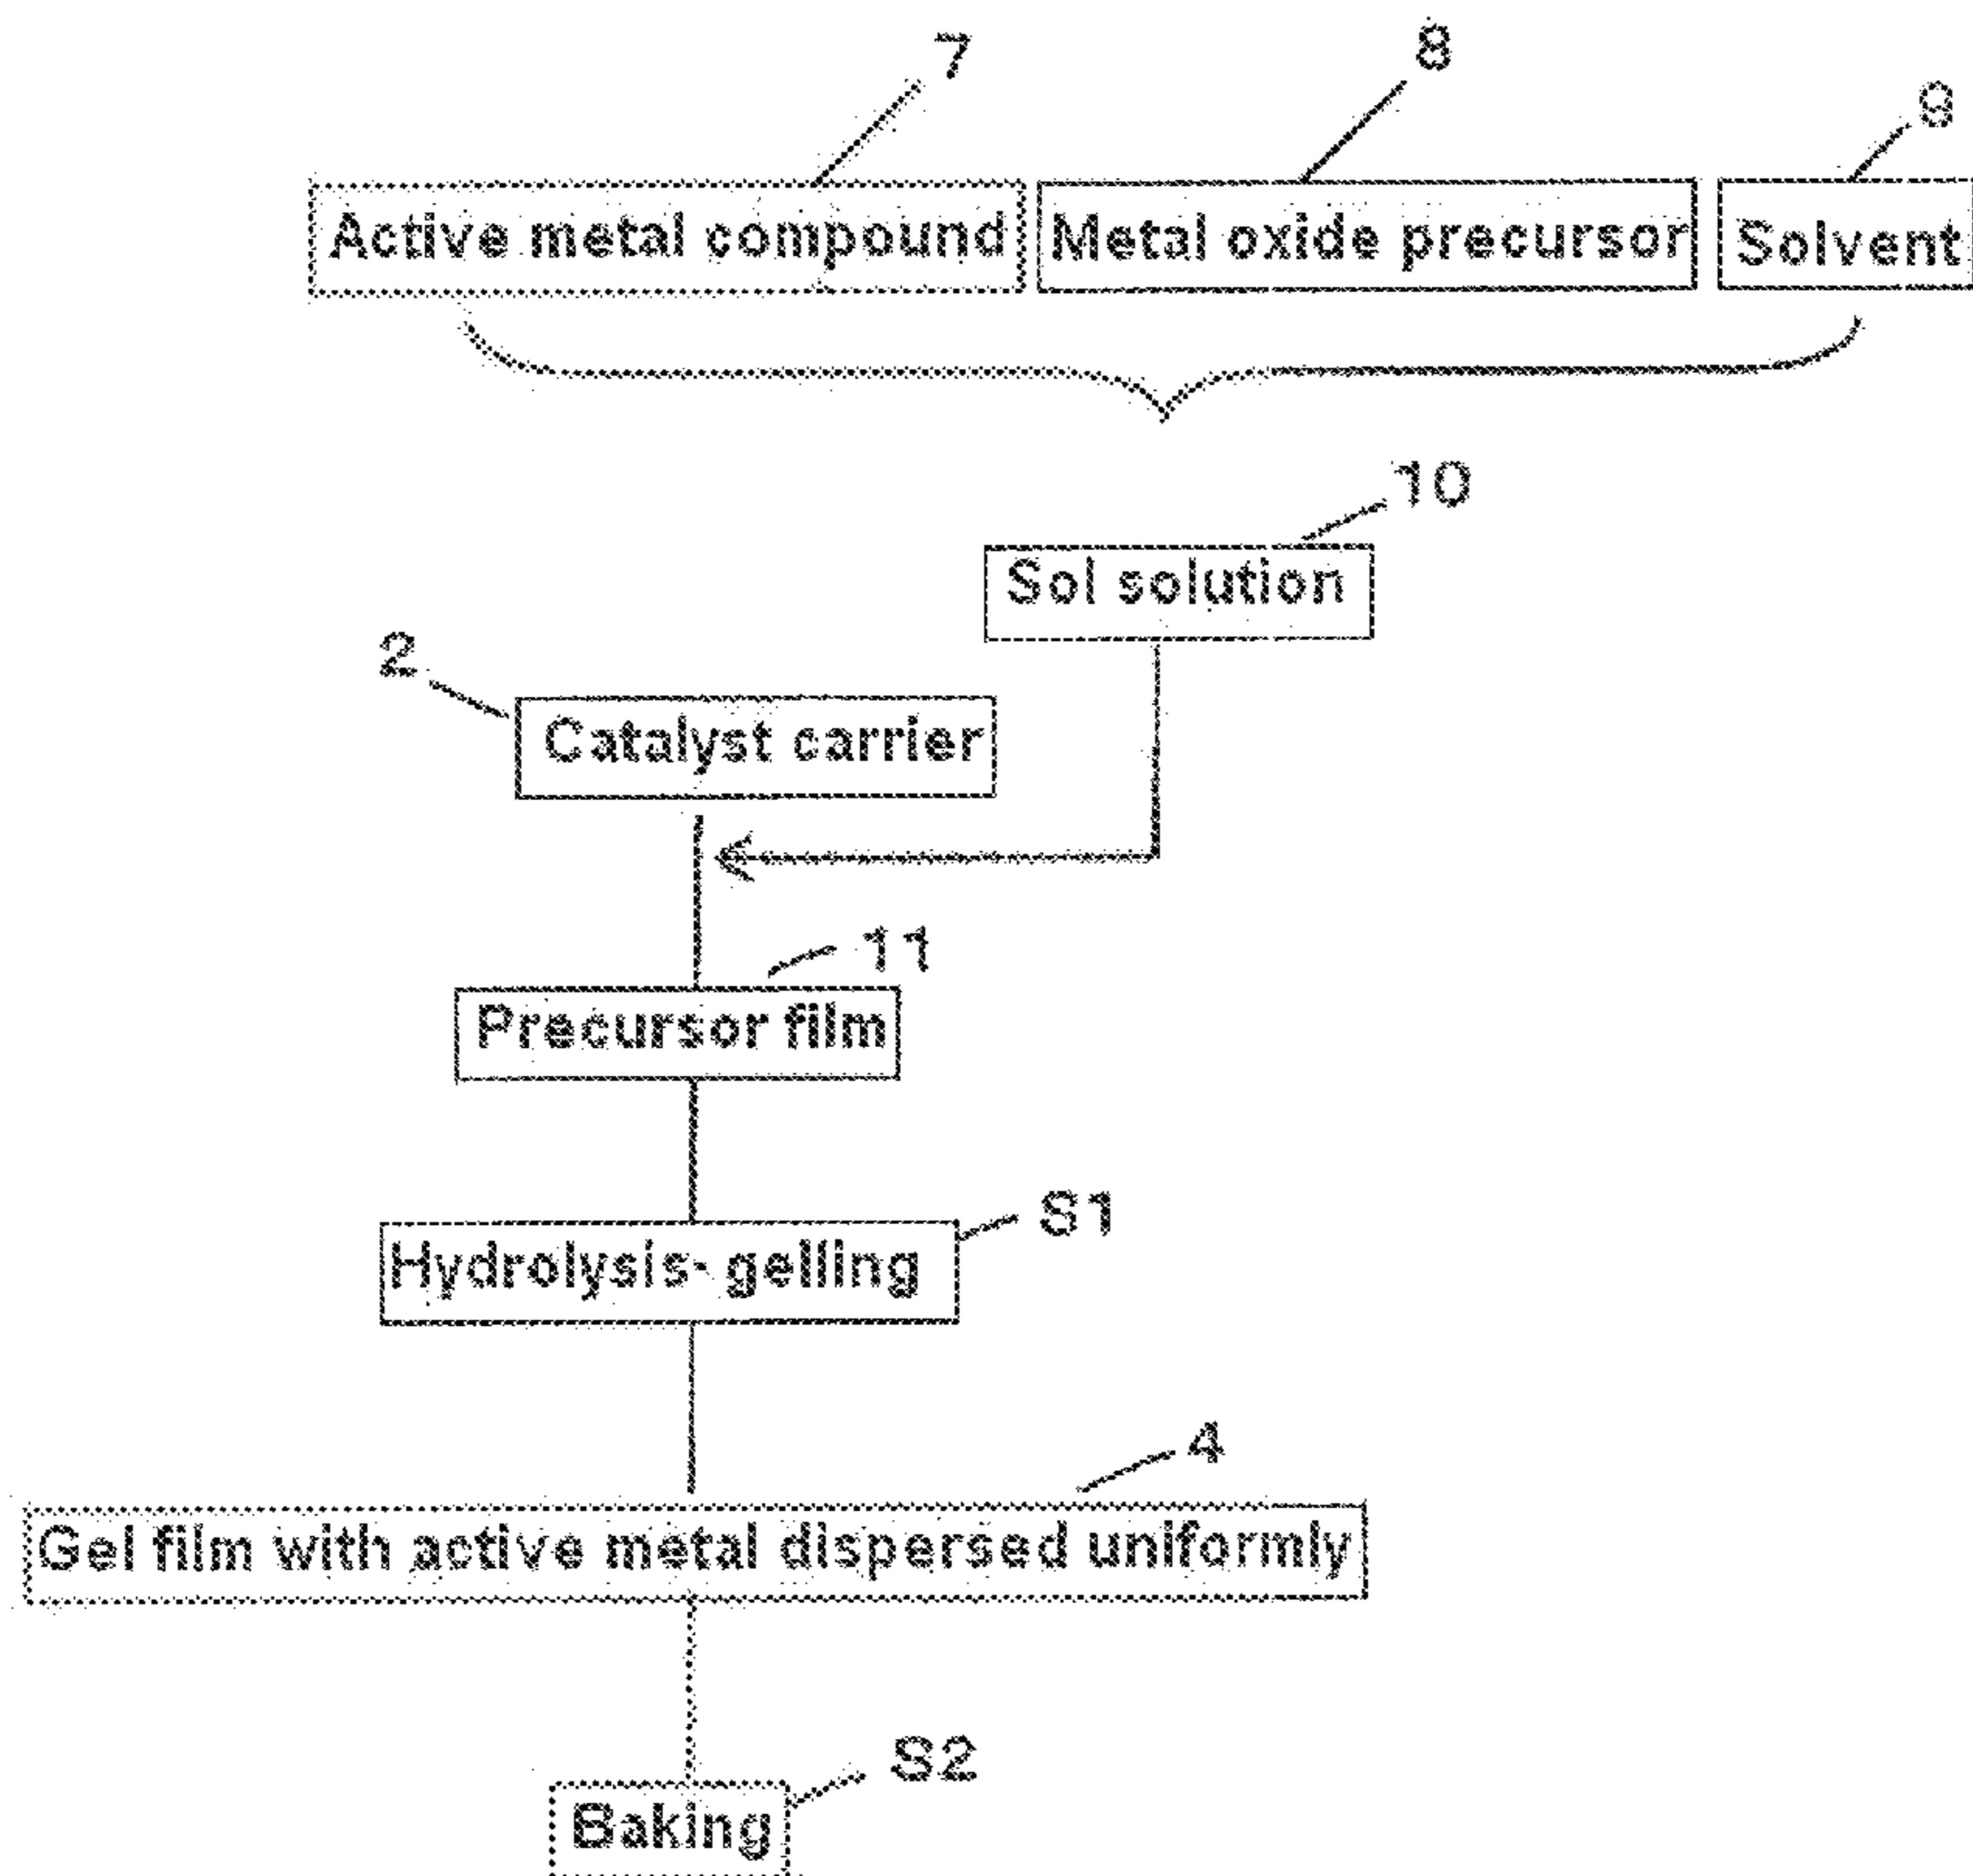 7
8
9
Active metal compound
Metal oxide precursor
Solvent
10
Sol solution
2
Catalyst carrier
11
Precursor film
S1
Hydrolysis- gelling
4
Gel film with active metal dispersed uniformly
S2
Baking